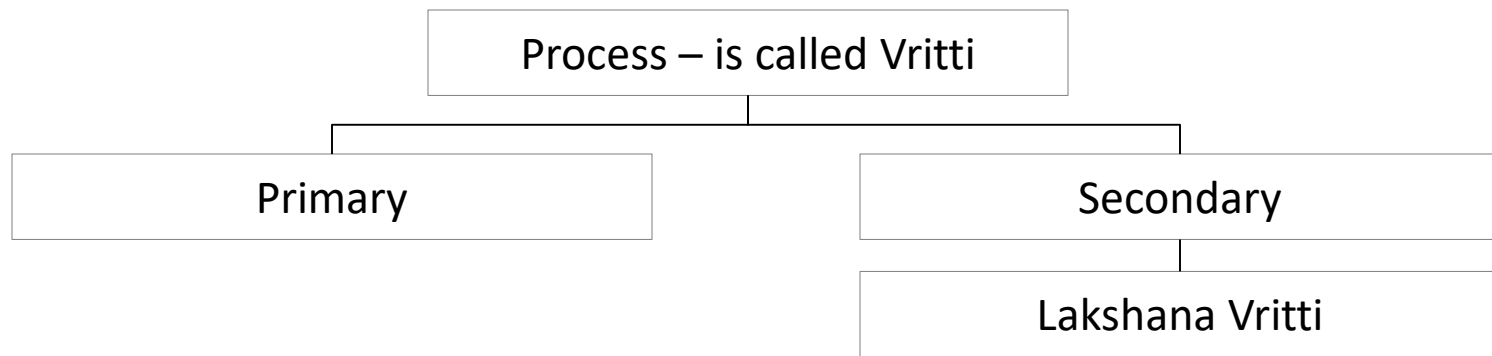 Process – is called Vritti
Primary
Secondary
Lakshana Vritti